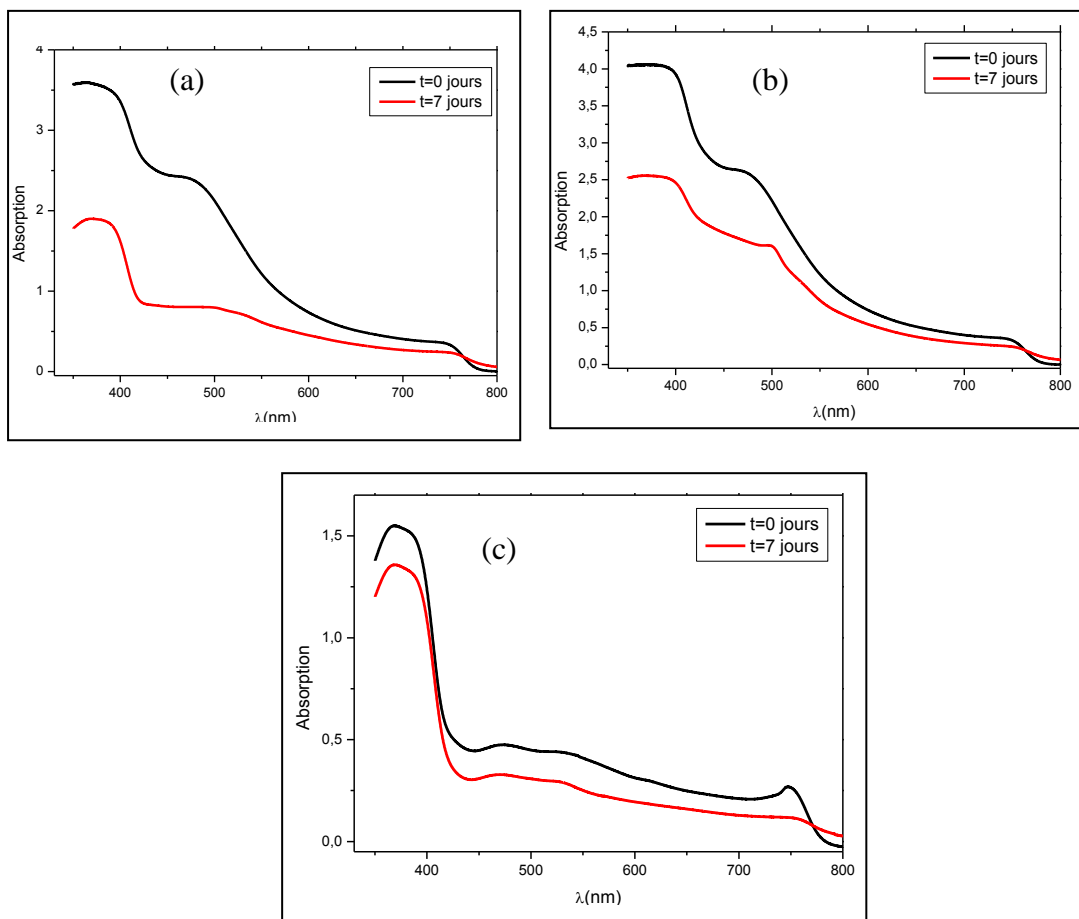 (a)
t=0 jours
t=7 jours
Absorption
4
3
2
1
0
400 500 600 700 800
λ(nm)
(b)
t=0 jours
t=7 jours
Absorption
4,5
4,0
3,5
3,0
2,5
2,0
1,5
1,0
0,5
0,0
400 500 600 700 800
λ(nm)
(c)
t=0 jours
t=7 jours
Absorption
1,5
1,0
0,5
0,0
400 500 600 700 800
λ(nm)